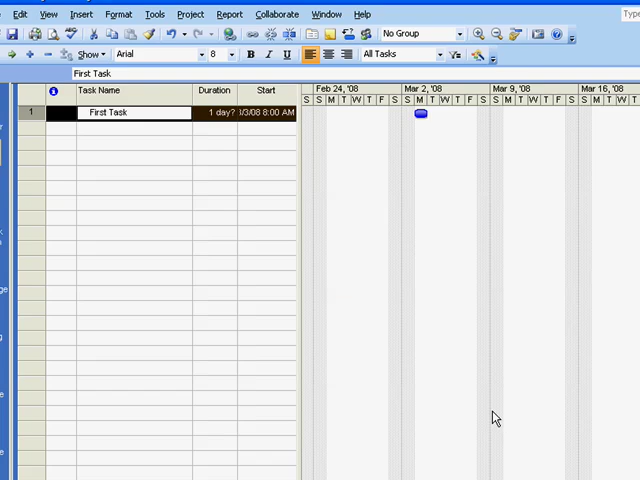 Edit View Insert Format Tools Project Report Collaborate Window Help Type
No Group
Show Arial 8 B I U All Tasks
First Task
Task Name Duration Start Feb 24, '08 Mar 2, '08 Mar 9, '08 Mar 16, '08
S S M T W T F S S M T W T F S S M T W T F S S M T W T
1 First Task 1 day? 3/3/08 8:00 AM